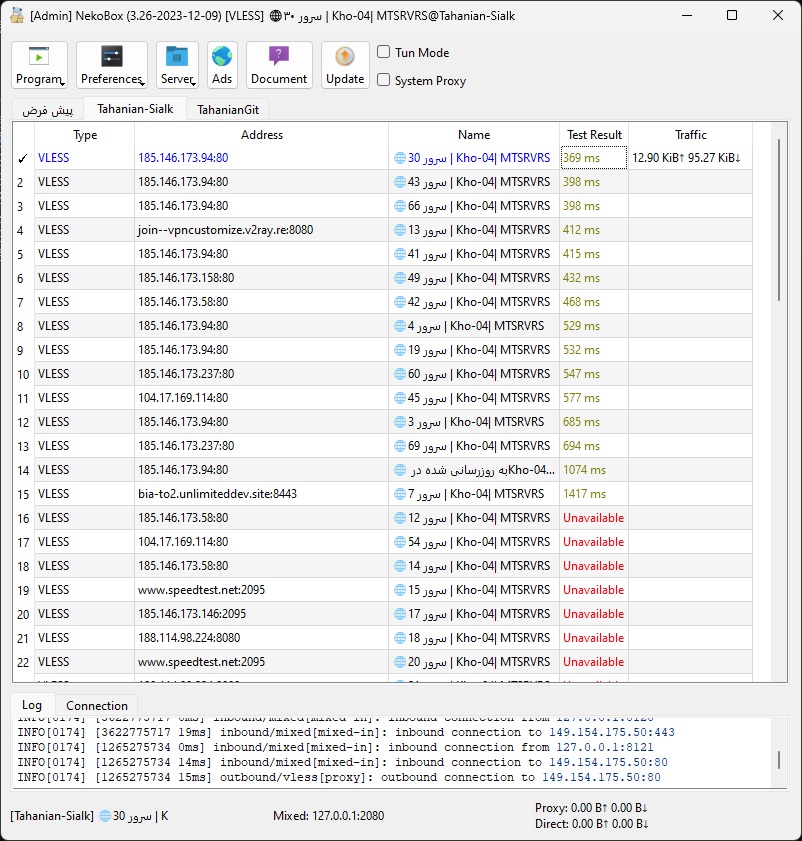 [Admin] NekoBox (3.26-2023-12-09) [VLESS] 🌐سرور ۳۰ | Kho-04| MTSRVRS@Tahanian-Sialk
Program Preferences Server Ads Document Update
Tun Mode
System Proxy
پیش فرض Tahanian-Sialk TahanianGit
Type Address Name Test Result Traffic
✓ VLESS 185.146.173.94:80 🌐سرور 30 | Kho-04| MTSRVRS 369 ms 12.90 KiB↑ 95.27 KiB↓
2 VLESS 185.146.173.94:80 🌐سرور 43 | Kho-04| MTSRVRS 398 ms
3 VLESS 185.146.173.94:80 🌐سرور 66 | Kho-04| MTSRVRS 398 ms
4 VLESS join--vpncustomize.v2ray.re:8080 🌐سرور 13 | Kho-04| MTSRVRS 412 ms
5 VLESS 185.146.173.94:80 🌐سرور 41 | Kho-04| MTSRVRS 415 ms
6 VLESS 185.146.173.158:80 🌐سرور 49 | Kho-04| MTSRVRS 432 ms
7 VLESS 185.146.173.58:80 🌐سرور 42 | Kho-04| MTSRVRS 468 ms
8 VLESS 185.146.173.94:80 🌐سرور 4 | Kho-04| MTSRVRS 529 ms
9 VLESS 185.146.173.94:80 🌐سرور 19 | Kho-04| MTSRVRS 532 ms
10 VLESS 185.146.173.237:80 🌐سرور 60 | Kho-04| MTSRVRS 547 ms
11 VLESS 104.17.169.114:80 🌐سرور 45 | Kho-04| MTSRVRS 577 ms
12 VLESS 185.146.173.94:80 🌐سرور 3 | Kho-04| MTSRVRS 685 ms
13 VLESS 185.146.173.237:80 🌐سرور 69 | Kho-04| MTSRVRS 694 ms
14 VLESS 185.146.173.94:80 🌐به روزرسانی شده در Kho-04... 1074 ms
15 VLESS bia-to2.unlimiteddev.site:8443 🌐سرور 7 | Kho-04| MTSRVRS 1417 ms
16 VLESS 185.146.173.58:80 🌐سرور 12 | Kho-04| MTSRVRS Unavailable
17 VLESS 104.17.169.114:80 🌐سرور 54 | Kho-04| MTSRVRS Unavailable
18 VLESS 185.146.173.58:80 🌐سرور 14 | Kho-04| MTSRVRS Unavailable
19 VLESS www.speedtest.net:2095 🌐سرور 15 | Kho-04| MTSRVRS Unavailable
20 VLESS 185.146.173.146:2095 🌐سرور 17 | Kho-04| MTSRVRS Unavailable
21 VLESS 188.114.98.224:8080 🌐سرور 18 | Kho-04| MTSRVRS Unavailable
22 VLESS www.speedtest.net:2095 🌐سرور 20 | Kho-04| MTSRVRS Unavailable
Log Connection
INFO[0174] [3622775717 0ms] inbound/mixed[mixed-in]: inbound connection from 127.0.0.1:8120
INFO[0174] [3622775717 19ms] inbound/mixed[mixed-in]: inbound connection to 149.154.175.50:443
INFO[0174] [1265275734 0ms] inbound/mixed[mixed-in]: inbound connection from 127.0.0.1:8121
INFO[0174] [1265275734 14ms] inbound/mixed[mixed-in]: inbound connection to 149.154.175.50:80
INFO[0174] [1265275734 15ms] outbound/vless[proxy]: outbound connection to 149.154.175.50:80
[Tahanian-Sialk] 🌐سرور 30 | K
Mixed: 127.0.0.1:2080
Proxy: 0.00 B↑ 0.00 B↓
Direct: 0.00 B↑ 0.00 B↓